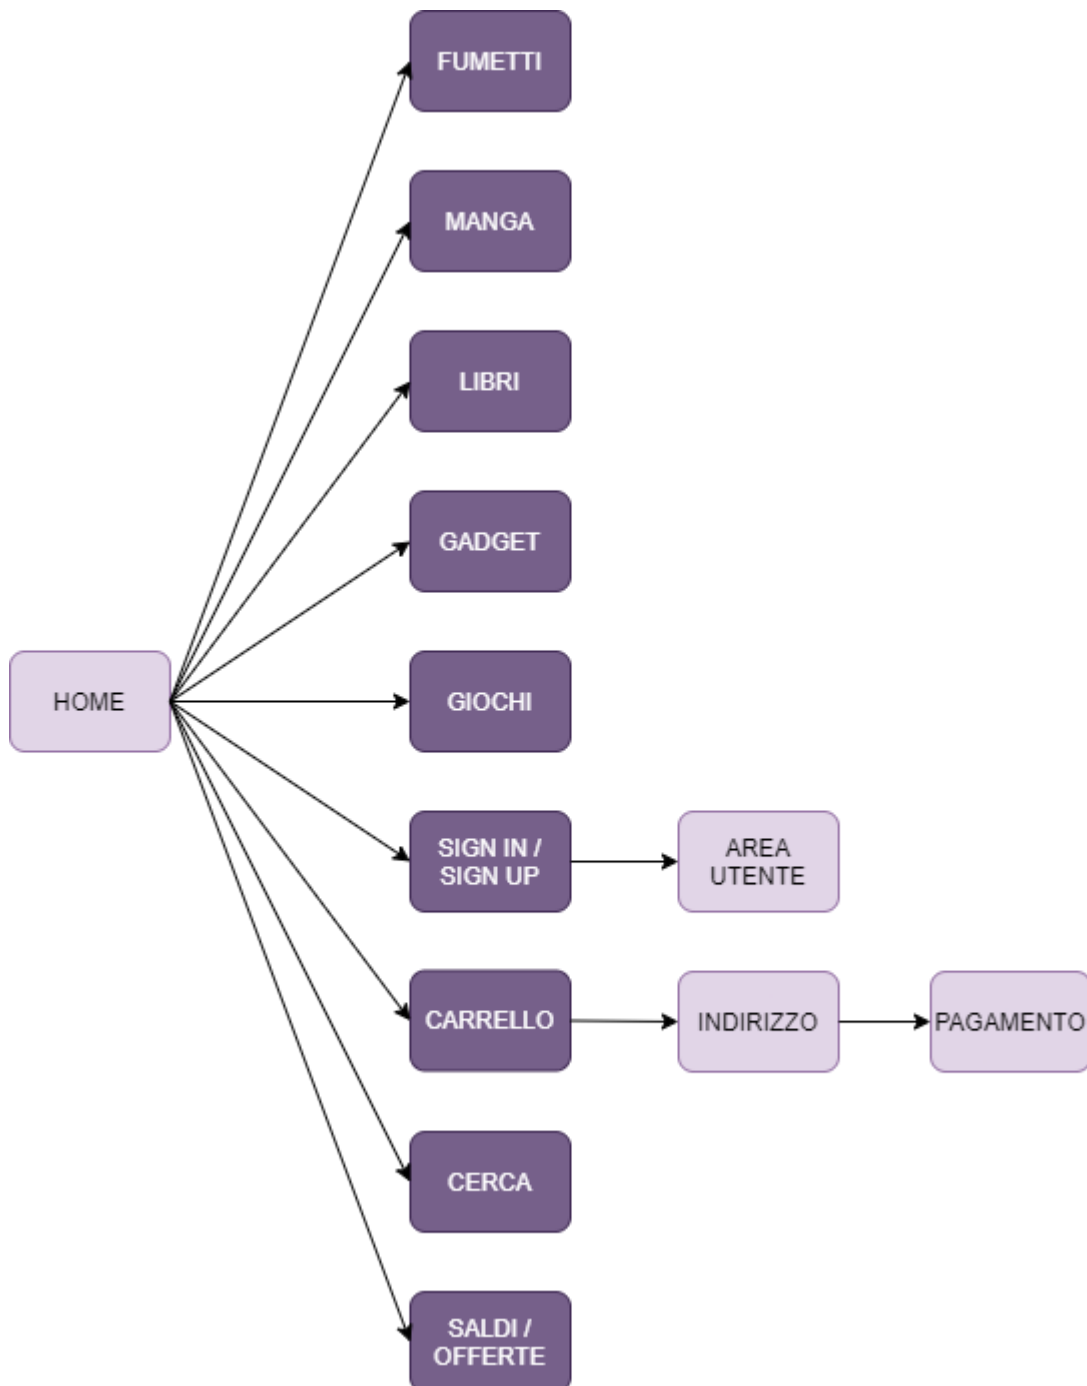 FUMETTI
MANGA
LIBRI
GADGET
HOME
GIOCHI
SIGN IN /
SIGN UP
AREA
UTENTE
CARRELLO
INDIRIZZO
PAGAMENTO
CERCA
SALDI /
OFFERTE